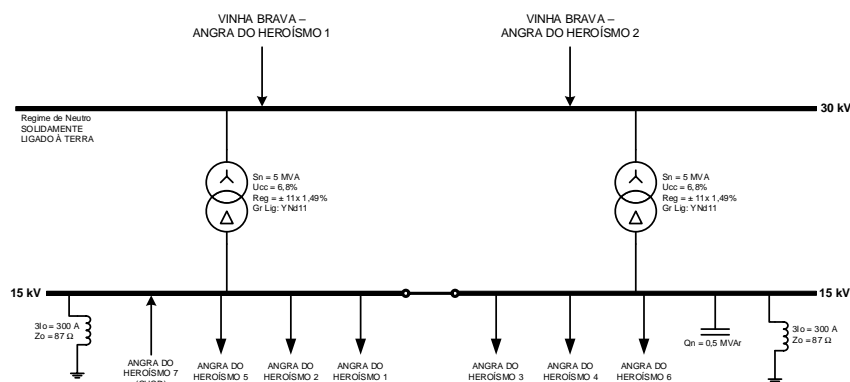 VINHA BRAVA –
ANGRA DO HEROÍSMO 1
VINHA BRAVA –
ANGRA DO HEROÍSMO 2
30 kV
Regime de Neutro
SOLIDAMENTE
LIGADO À TERRA
Sn = 5 MVA
Ucc = 6,8%
Reg = ± 11x 1,49%
Gr Lig: YNd11
Sn = 5 MVA
Ucc = 6,8%
Reg = ± 11x 1,49%
Gr Lig: YNd11
15 kV
15 kV
3Io = 300 A
Zo = 87 Ω
ANGRA DO
HEROÍSMO 7
ANGRA DO
HEROÍSMO 5
ANGRA DO
HEROÍSMO 2
ANGRA DO
HEROÍSMO 1
ANGRA DO
HEROÍSMO 3
ANGRA DO
HEROÍSMO 4
ANGRA DO
HEROÍSMO 6
Qn = 0,5 MVAr
3Io = 300 A
Zo = 87 Ω